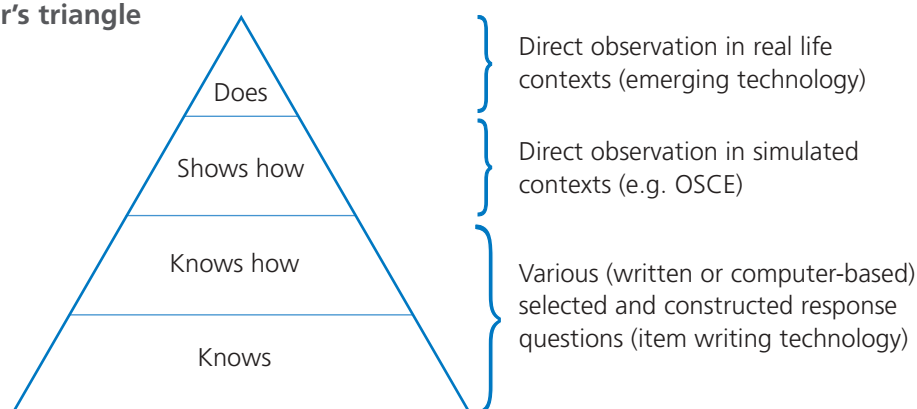 r's triangle
Does
Direct observation in real life
contexts (emerging technology)
Shows how
Direct observation in simulated
contexts (e.g. OSCE)
Knows how
Knows
Various (written or computer-based)
selected and constructed response
questions (item writing technology)